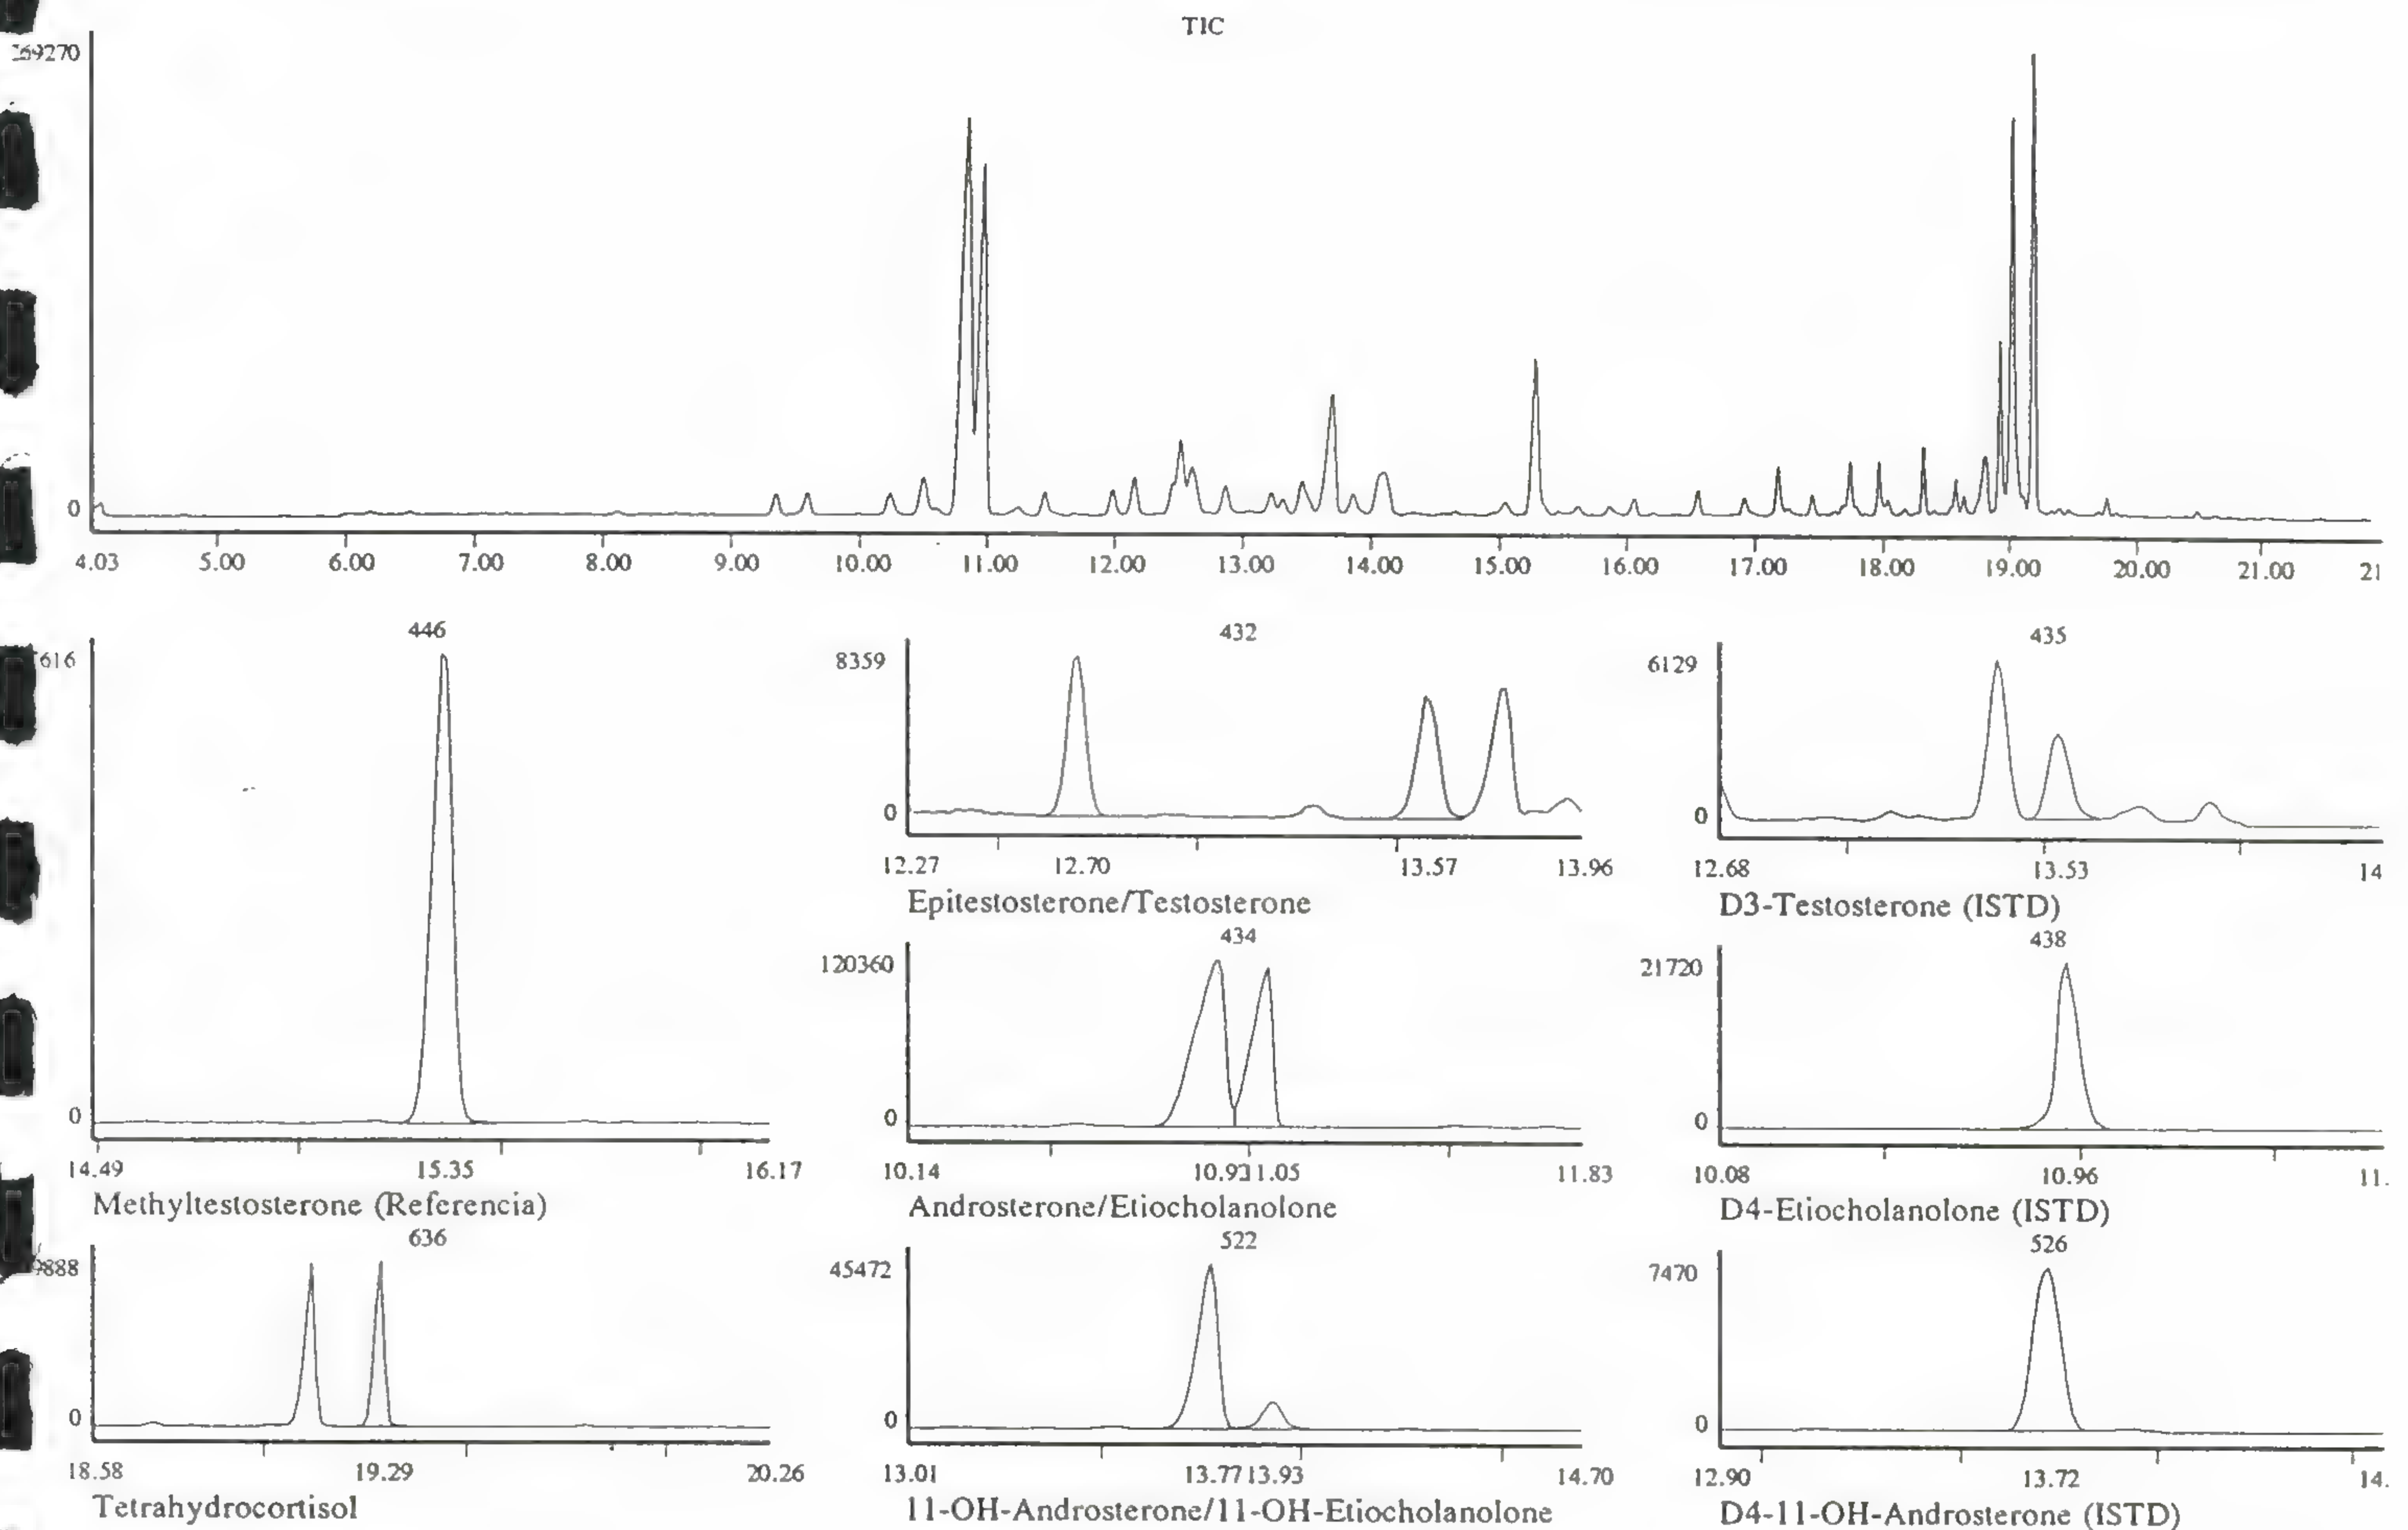 TIC
69270
0
4.03 5.00 6.00 7.00 8.00 9.00 10.00 11.00 12.00 13.00 14.00 15.00 16.00 17.00 18.00 19.00 20.00 21.00 21
446 432 435
616 8359 6129
0 0
12.27 12.70 13.57 13.96 12.68 13.53 14
Epitestosterone/Testosterone D3-Testosterone (ISTD)
434 438
120360 21720
0 0 0
14.49 15.35 16.17 10.14 10.92 11.05 11.83 10.08 10.96 11.
Methyltestosterone (Referencia) Androsterone/Etiocholanolone D4-Etiocholanolone (ISTD)
636 522 526
9888 45472 7470
0 0 0
18.58 19.29 20.26 13.01 13.77 13.93 14.70 12.90 13.72 14.
Tetrahydrocortisol 11-OH-Androsterone/11-OH-Etiocholanolone D4-11-OH-Androsterone (ISTD)